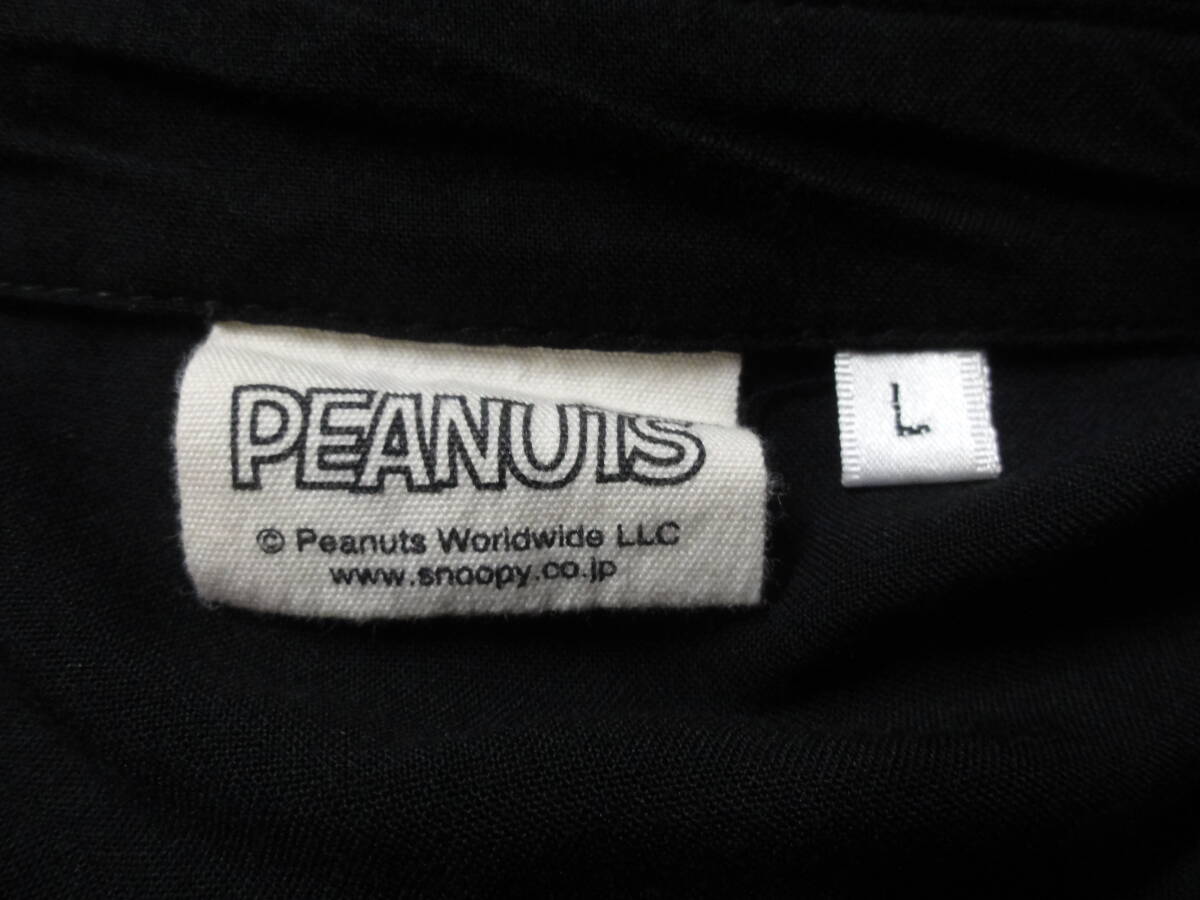 PEANUTS
© Peanuts Worldwide LLC
www.snoopy.co.jp
L